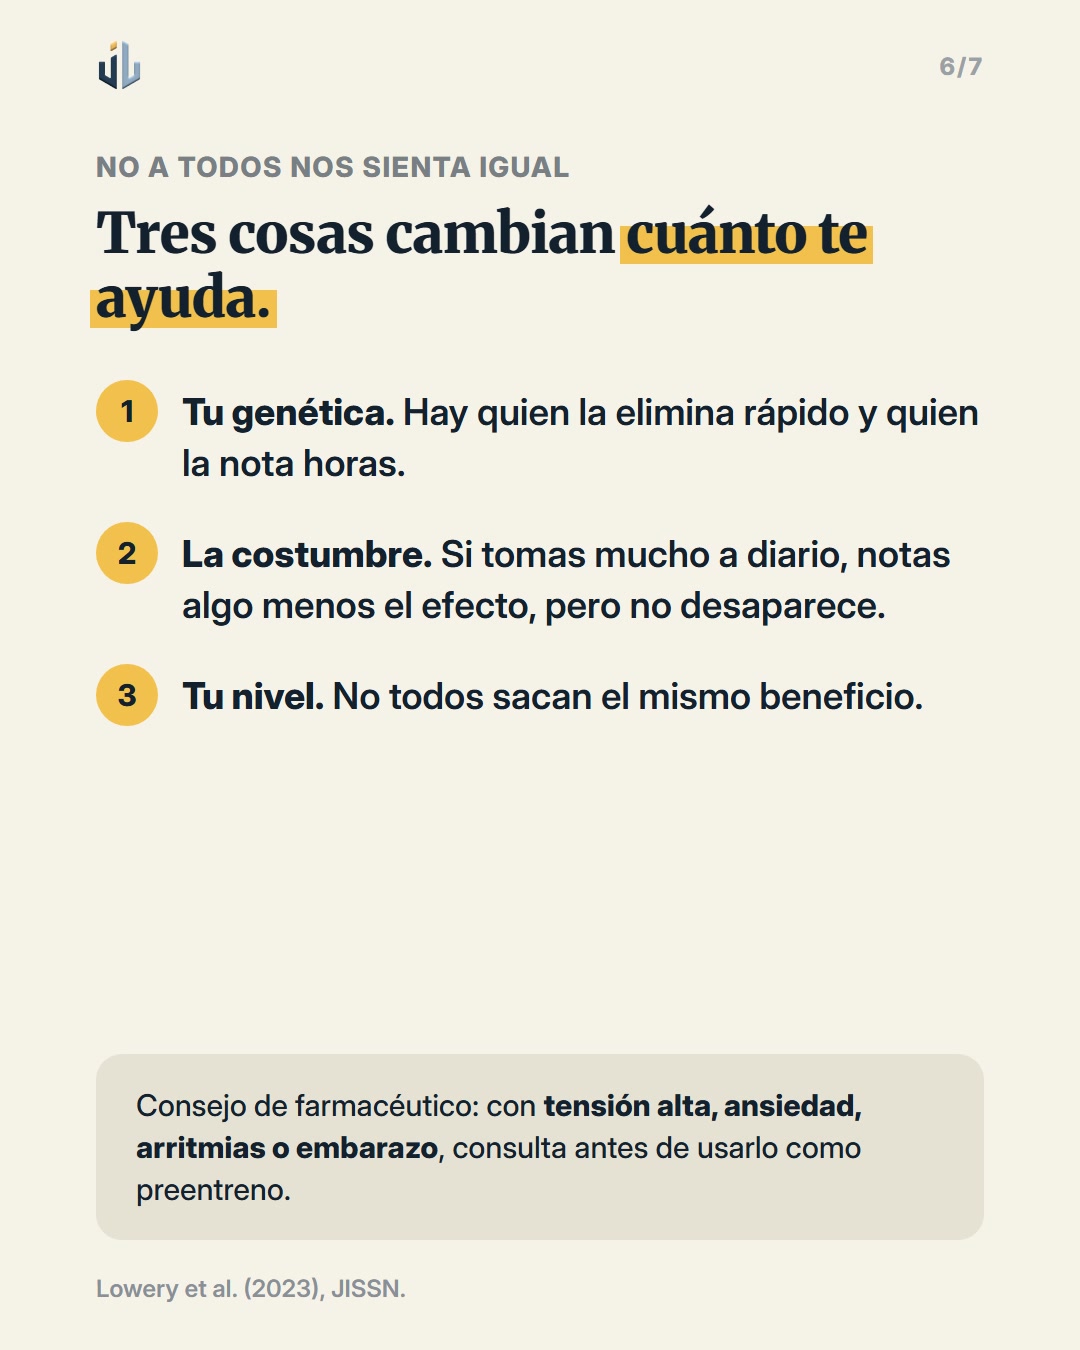 6/7
NO A TODOS NOS SIENTA IGUAL
Tres cosas cambian cuánto te
ayuda.
1 Tu genética. Hay quien la elimina rápido y quien
la nota horas.
2 La costumbre. Si tomas mucho a diario, notas
algo menos el efecto, pero no desaparece.
3 Tu nivel. No todos sacan el mismo beneficio.
Consejo de farmacéutico: con tensión alta, ansiedad,
arritmias o embarazo, consulta antes de usarlo como
preentreno.
Lowery et al. (2023), JISSN.